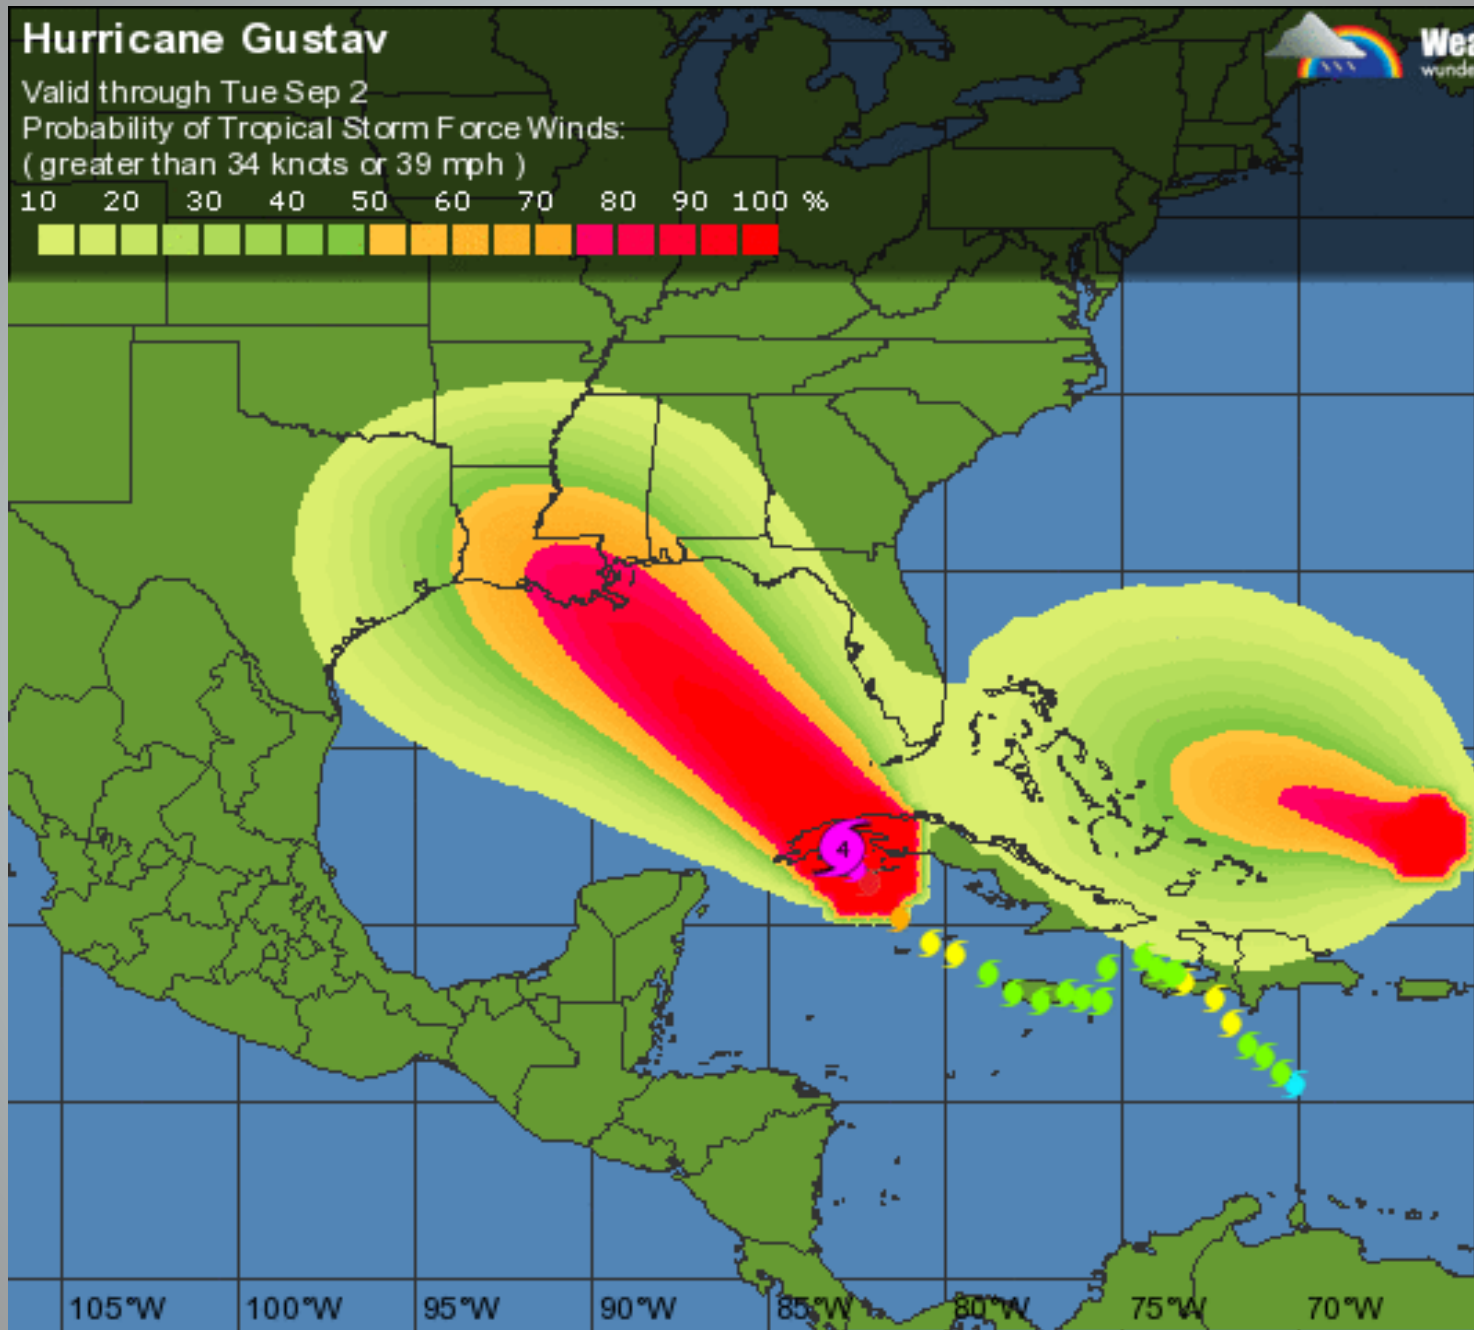 Hurricane Gustav
Valid through Tue Sep 2
Probability of Tropical Storm Force Winds:
( greater than 34 knots or 39 mph )
10 20 30 40 50 60 70 80 90 100 %
Wea
wunde
4
105°W 100°W 95°W 90°W 85°W 80°W 75°W 70°W